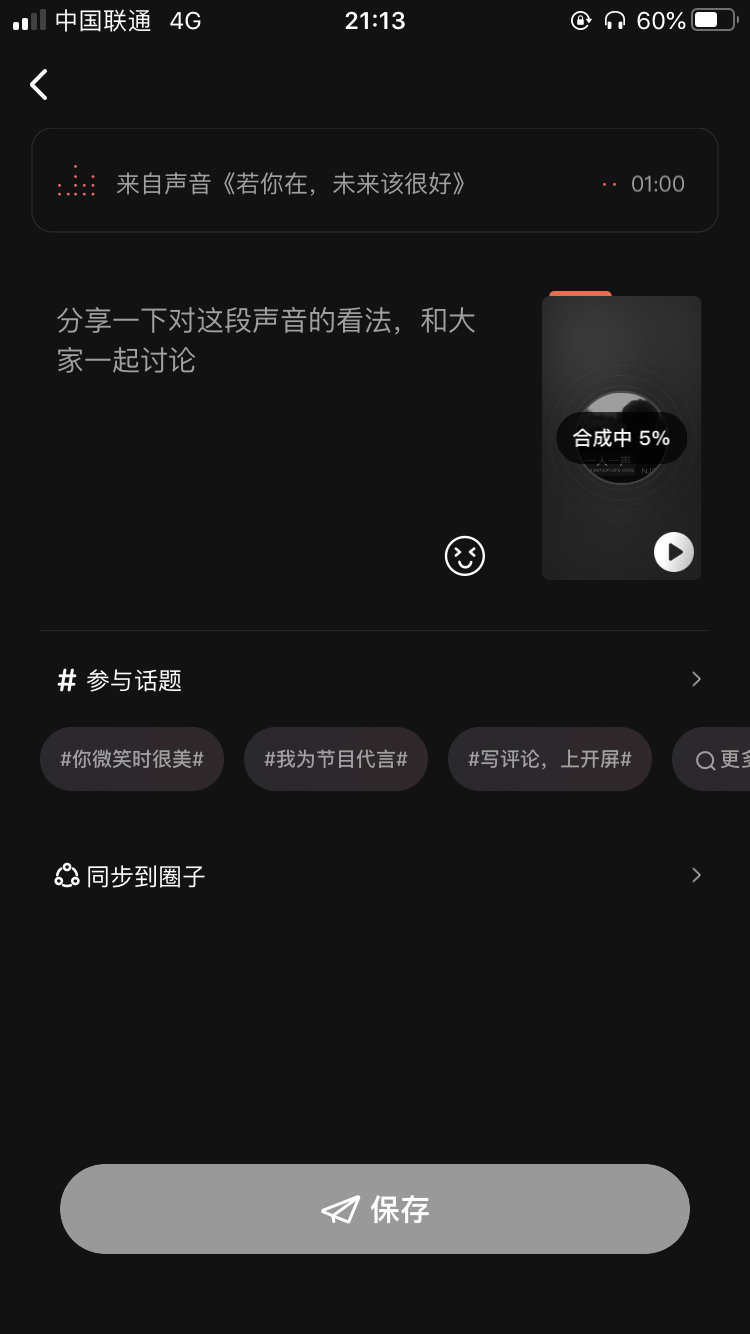 中国联通 4G 21:13 60%
来自声音《若你在，未来该很好》 01:00
分享一下对这段声音的看法，和大
家一起讨论
合成中 5%
一人一声
# 参与话题
#你微笑时很美# #我为节目代言# #写评论，上开屏# 更多
同步到圈子
保存